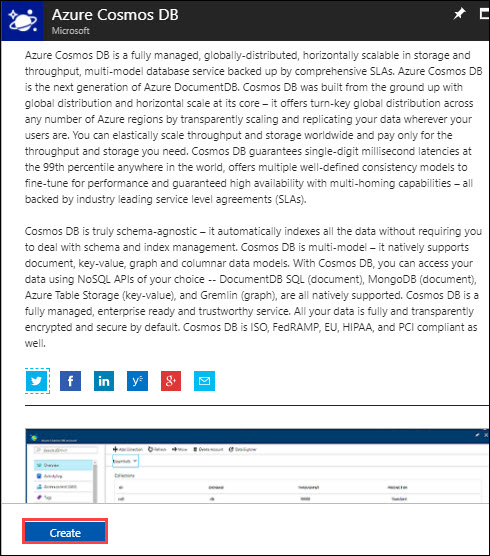 Azure Cosmos DB
Microsoft
Azure Cosmos DB is a fully managed, globally-distributed, horizontally scalable in storage and
throughput, multi-model database service backed up by comprehensive SLAs. Azure Cosmos DB
is the next generation of Azure DocumentDB. Cosmos DB was built from the ground up with
global distribution and horizontal scale at its core – it offers turn-key global distribution across
any number of Azure regions by transparently scaling and replicating your data wherever your
users are. You can elastically scale throughput and storage worldwide and pay only for the
throughput and storage you need. Cosmos DB guarantees single-digit millisecond latencies at
the 99th percentile anywhere in the world, offers multiple well-defined consistency models to
fine-tune for performance and guaranteed high availability with multi-homing capabilities – all
backed by industry leading service level agreements (SLAs).
Cosmos DB is truly schema-agnostic – it automatically indexes all the data without requiring you
to deal with schema and index management. Cosmos DB is multi-model – it natively supports
document, key-value, graph and columnar data models. With Cosmos DB, you can access your
data using NoSQL APIs of your choice -- DocumentDB SQL (document), MongoDB (document),
Azure Table Storage (key-value), and Gremlin (graph), are all natively supported. Cosmos DB is a
fully managed, enterprise ready and trustworthy service. All your data is fully and transparently
encrypted and secure by default. Cosmos DB is ISO, FedRAMP, EU, HIPAA, and PCI compliant as
well.
Overview
Add Collection Refresh Move Delete Account Data Explorer
Essentials
Collections
Create